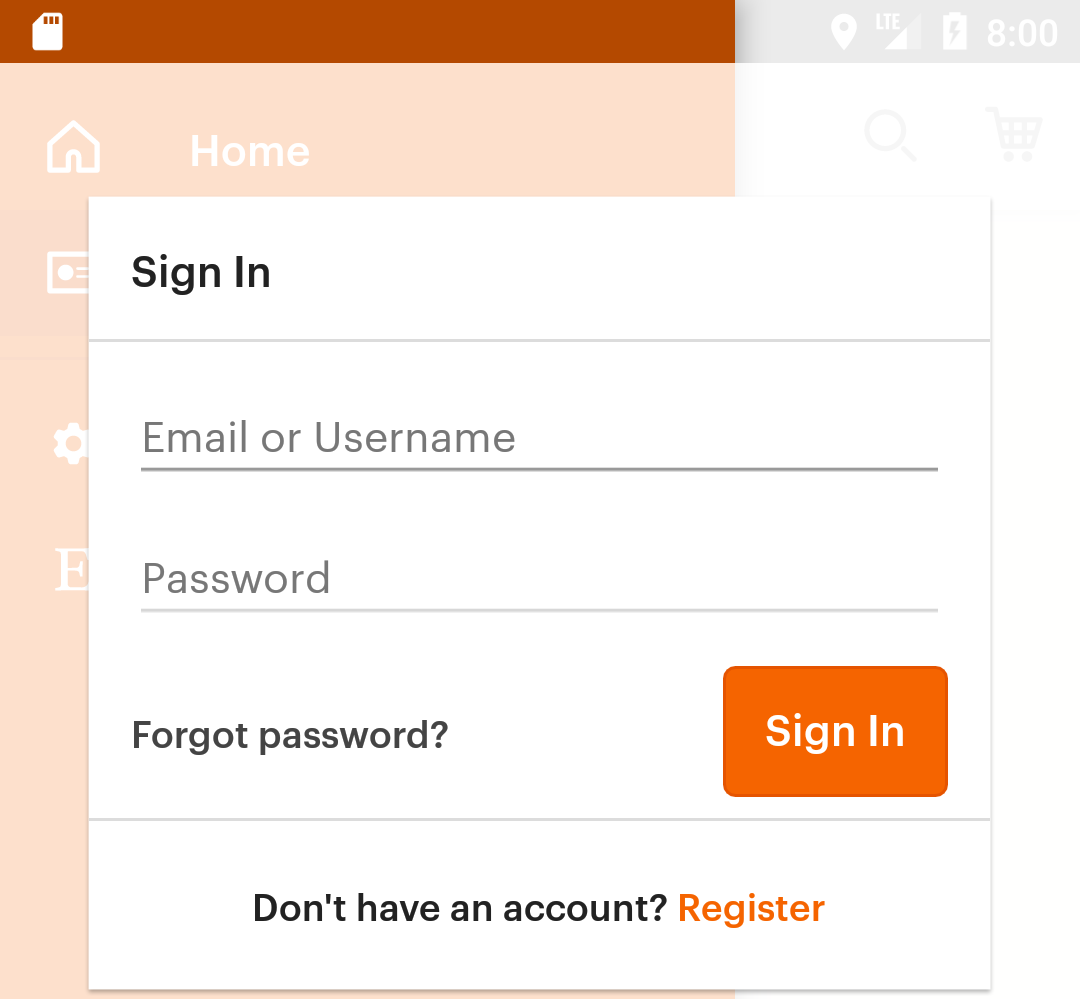 LTE 8:00
Home
Sign In
Email or Username
E
Password
Forgot password?
Sign In
Don't have an account? Register